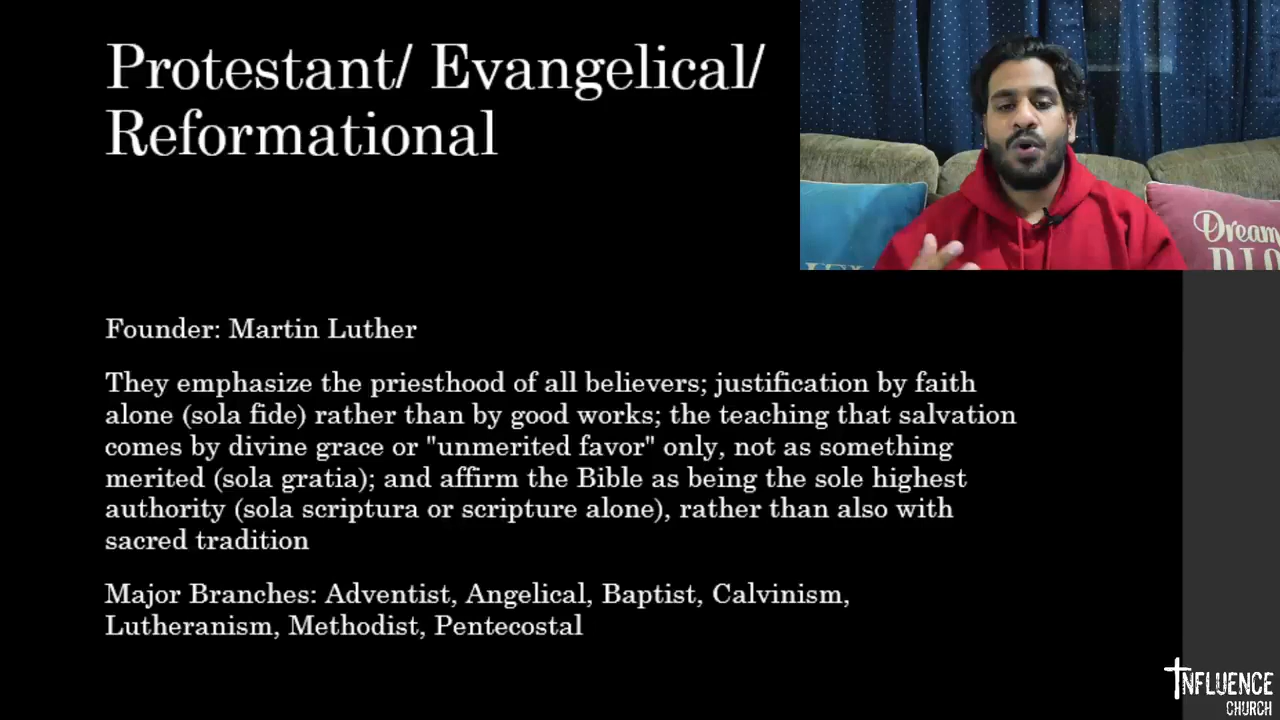 Protestant/ Evangelical/
Reformational
Dream
Founder: Martin Luther
They emphasize the priesthood of all believers; justification by faith
alone (sola fide) rather than by good works; the teaching that salvation
comes by divine grace or "unmerited favor" only, not as something
merited (sola gratia); and affirm the Bible as being the sole highest
authority (sola scriptura or scripture alone), rather than also with
sacred tradition
Major Branches: Adventist, Angelical, Baptist, Calvinism,
Lutheranism, Methodist, Pentecostal
INFLUENCE
CHURCH